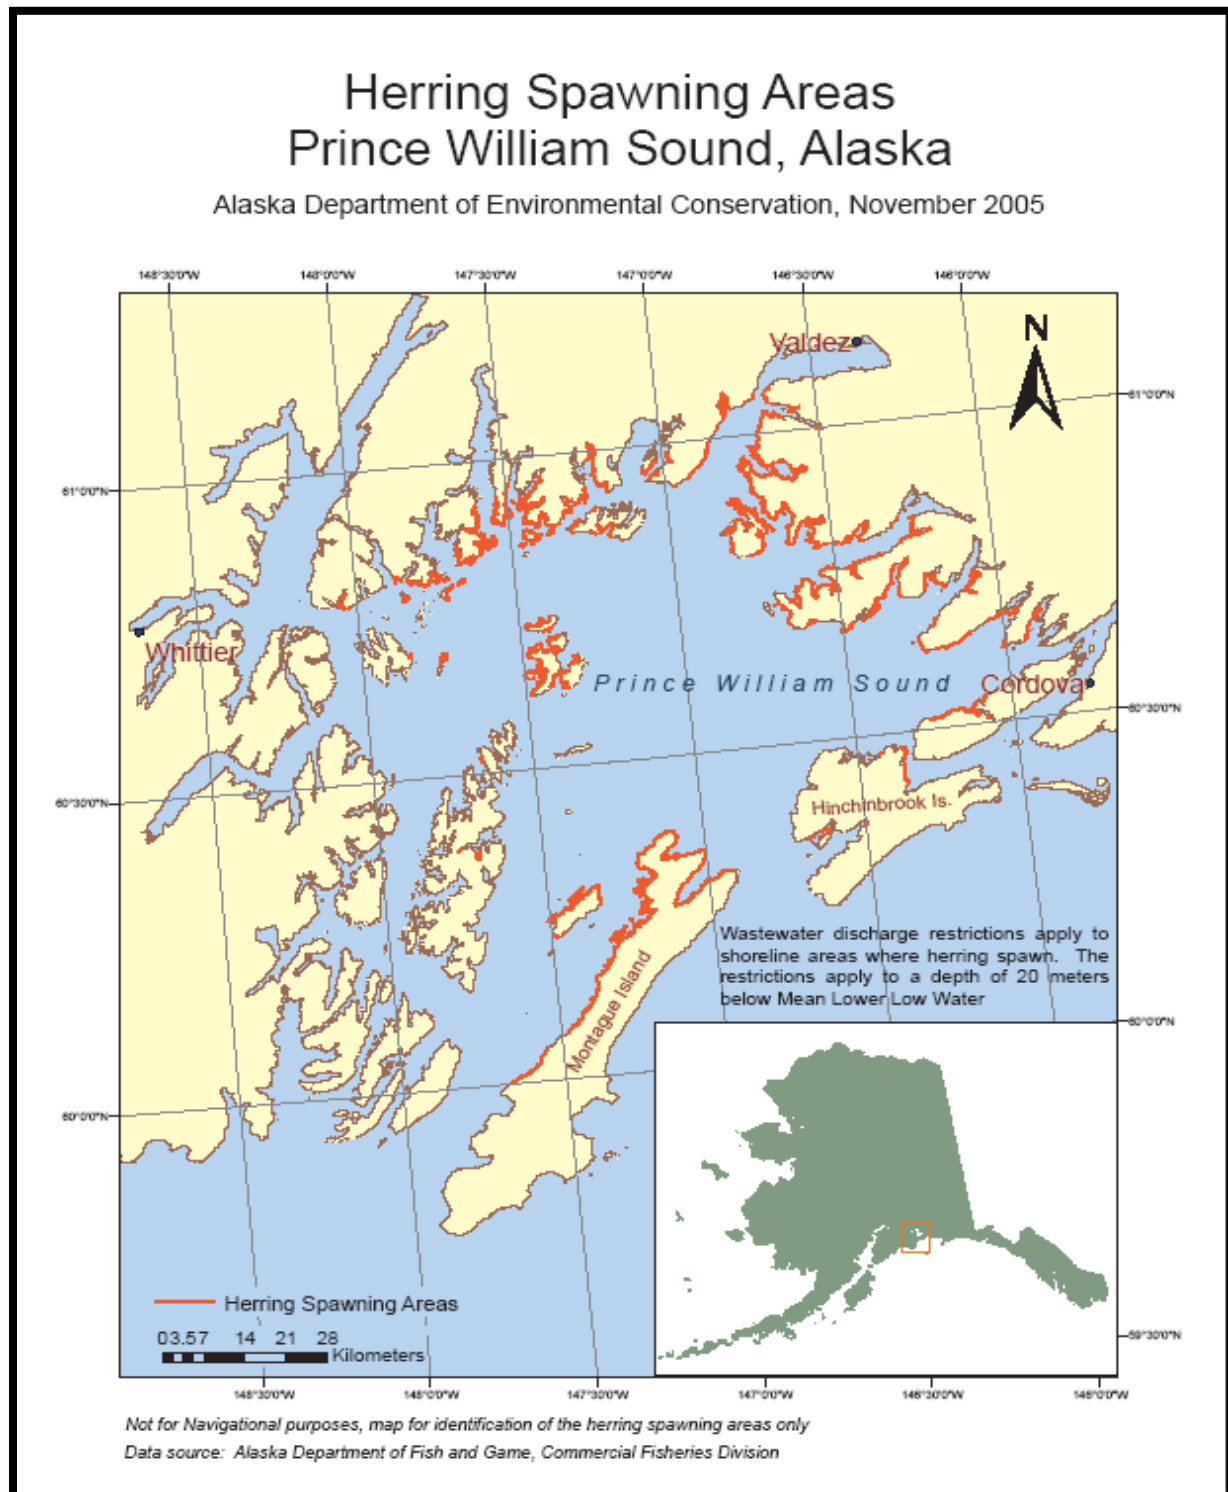 Herring Spawning Areas
Prince William Sound, Alaska
Alaska Department of Environmental Conservation, November 2005
148°30'0"W 148°0'0"W 147°30'0"W 147°0'0"W 146°30'0"W 146°0'0"W
N
Valdez
61°0'0"N
61°0'0"N
Whittier
Prince William Sound
Cordova
60°30'0"N
60°30'0"N
Hinchinbrook Is.
Montague Island
Wastewater discharge restrictions apply to
shoreline areas where herring spawn. The
restrictions apply to a depth of 20 meters
below Mean Lower Low Water
60°0'0"N
60°0'0"N
Herring Spawning Areas
03.57 14 21 28
Kilometers
59°30'0"N
148°30'0"W 148°0'0"W 147°30'0"W 147°0'0"W 146°30'0"W 146°0'0"W
Not for Navigational purposes, map for identification of the herring spawning areas only
Data source: Alaska Department of Fish and Game, Commercial Fisheries Division